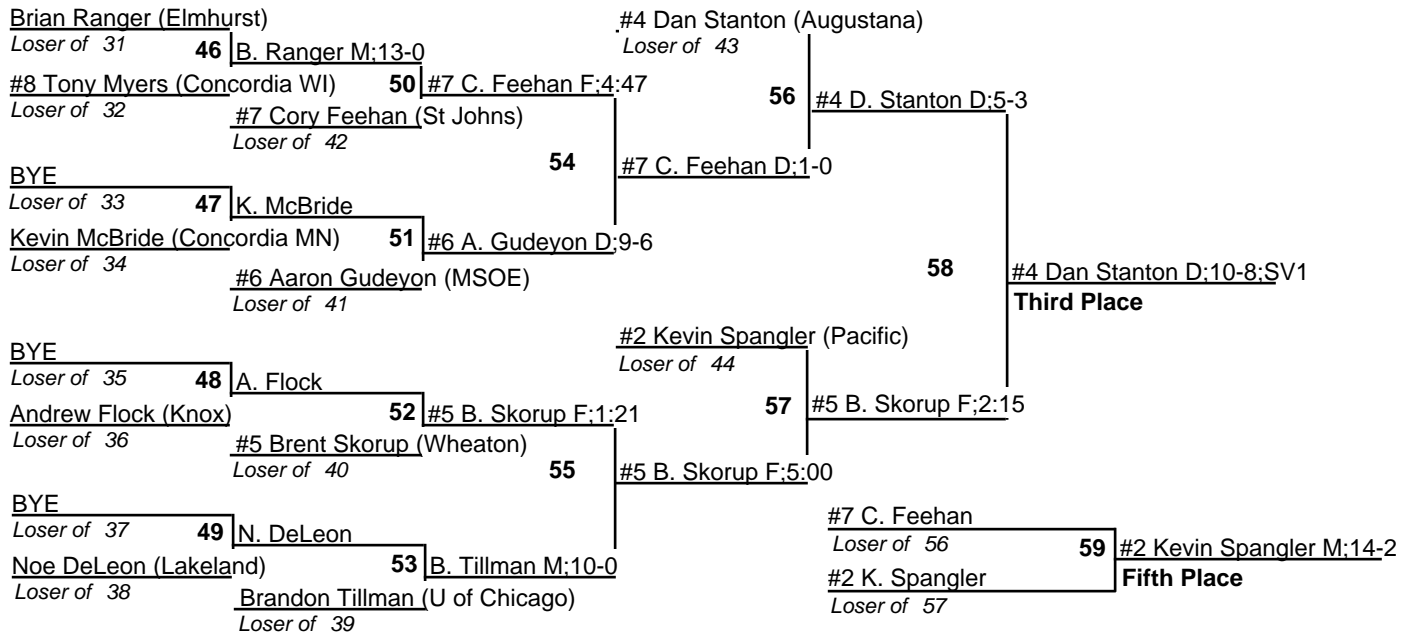 Brian Ranger (Elmhurst)
Loser of 31
46
B. Ranger M;13-0
#8 Tony Myers (Concordia WI)
Loser of 32
50
#7 C. Feehan F;4:47
#7 Cory Feehan (St Johns)
Loser of 42
54
#7 C. Feehan D;1-0
BYE
Loser of 33
47
K. McBride
Kevin McBride (Concordia MN)
Loser of 34
51
#6 A. Gudeyon D;9-6
#6 Aaron Gudeyon (MSOE)
Loser of 41
#4 Dan Stanton (Augustana)
Loser of 43
56
#4 D. Stanton D;5-3
58
#4 Dan Stanton D;10-8;SV1
Third Place
BYE
Loser of 35
48
A. Flock
Andrew Flock (Knox)
Loser of 36
52
#5 B. Skorup F;1:21
#5 Brent Skorup (Wheaton)
Loser of 40
55
#5 B. Skorup F;5:00
#2 Kevin Spangler (Pacific)
Loser of 44
57
#5 B. Skorup F;2:15
BYE
Loser of 37
49
N. DeLeon
Noe DeLeon (Lakeland)
Loser of 38
53
B. Tillman M;10-0
Brandon Tillman (U of Chicago)
Loser of 39
#7 C. Feehan
Loser of 56
59
#2 Kevin Spangler M;14-2
#2 K. Spangler
Fifth Place
Loser of 57